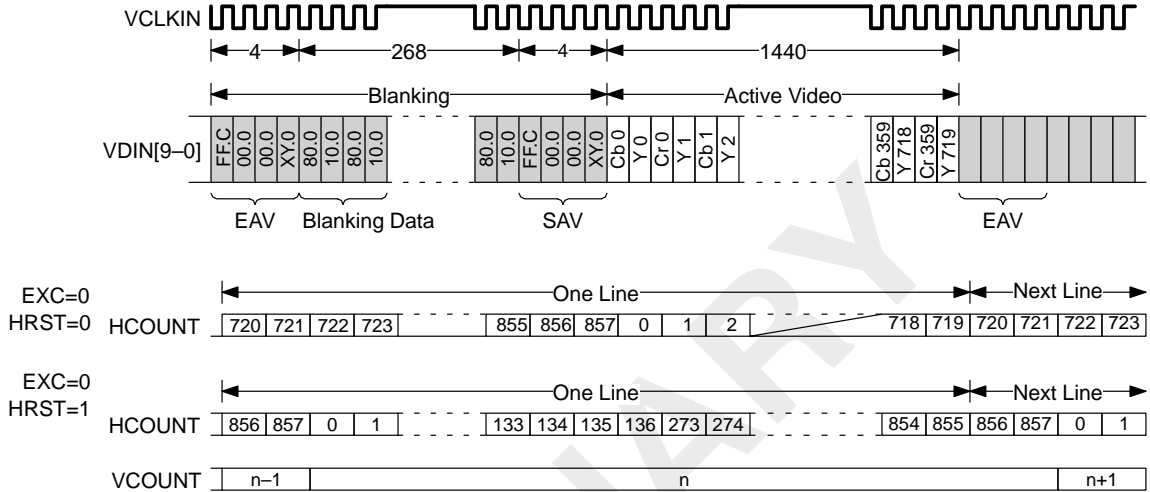 VCLKIN
4 268 4 1440
Blanking Active Video
VDIN[9–0] FF.C 00.0 00.0 XY.0 80.0 10.0 80.0 10.0 80.0 10.0 FF.C 00.0 00.0 XY.0 Cb 0 Y 0 Cr 0 Y 1 Cb 1 Y 2 Cb 359 Y 718 Cr 359 Y 719
EAV Blanking Data SAV EAV
EXC=0 One Line Next Line
HRST=0 HCOUNT 720 721 722 723 855 856 857 0 1 2 718 719 720 721 722 723
EXC=0 One Line Next Line
HRST=1 HCOUNT 856 857 0 1 133 134 135 136 273 274 854 855 856 857 0 1
VCOUNT n–1 n n+1